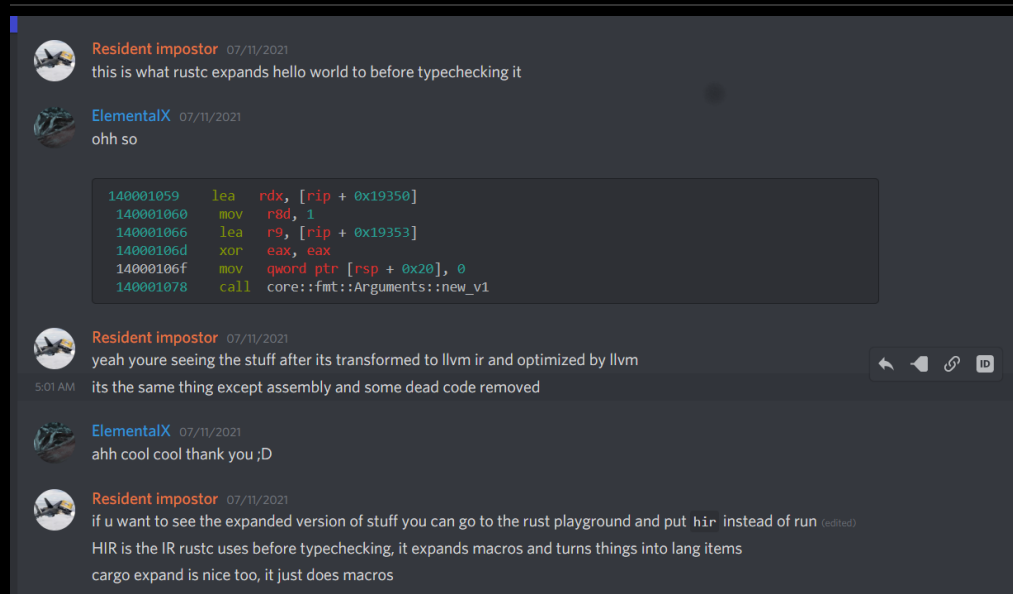 Resident impostor 07/11/2021
this is what rustc expands hello world to before typechecking it
ElementalX 07/11/2021
ohh so
140001059 lea rdx, [rip + 0x19350]
140001060 mov r8d, 1
140001066 lea r9, [rip + 0x19353]
14000106d xor eax, eax
14000106f mov qword ptr [rsp + 0x20], 0
140001078 call core::fmt::Arguments::new_v1
Resident impostor 07/11/2021
yeah youre seeing the stuff after its transformed to llvm ir and optimized by llvm
ID
5:01 AM its the same thing except assembly and some dead code removed
ElementalX 07/11/2021
ahh cool cool thank you ;D
Resident impostor 07/11/2021
if u want to see the expanded version of stuff you can go to the rust playground and put hir instead of run (edited)
HIR is the IR rustc uses before typechecking, it expands macros and turns things into lang items
cargo expand is nice too, it just does macros